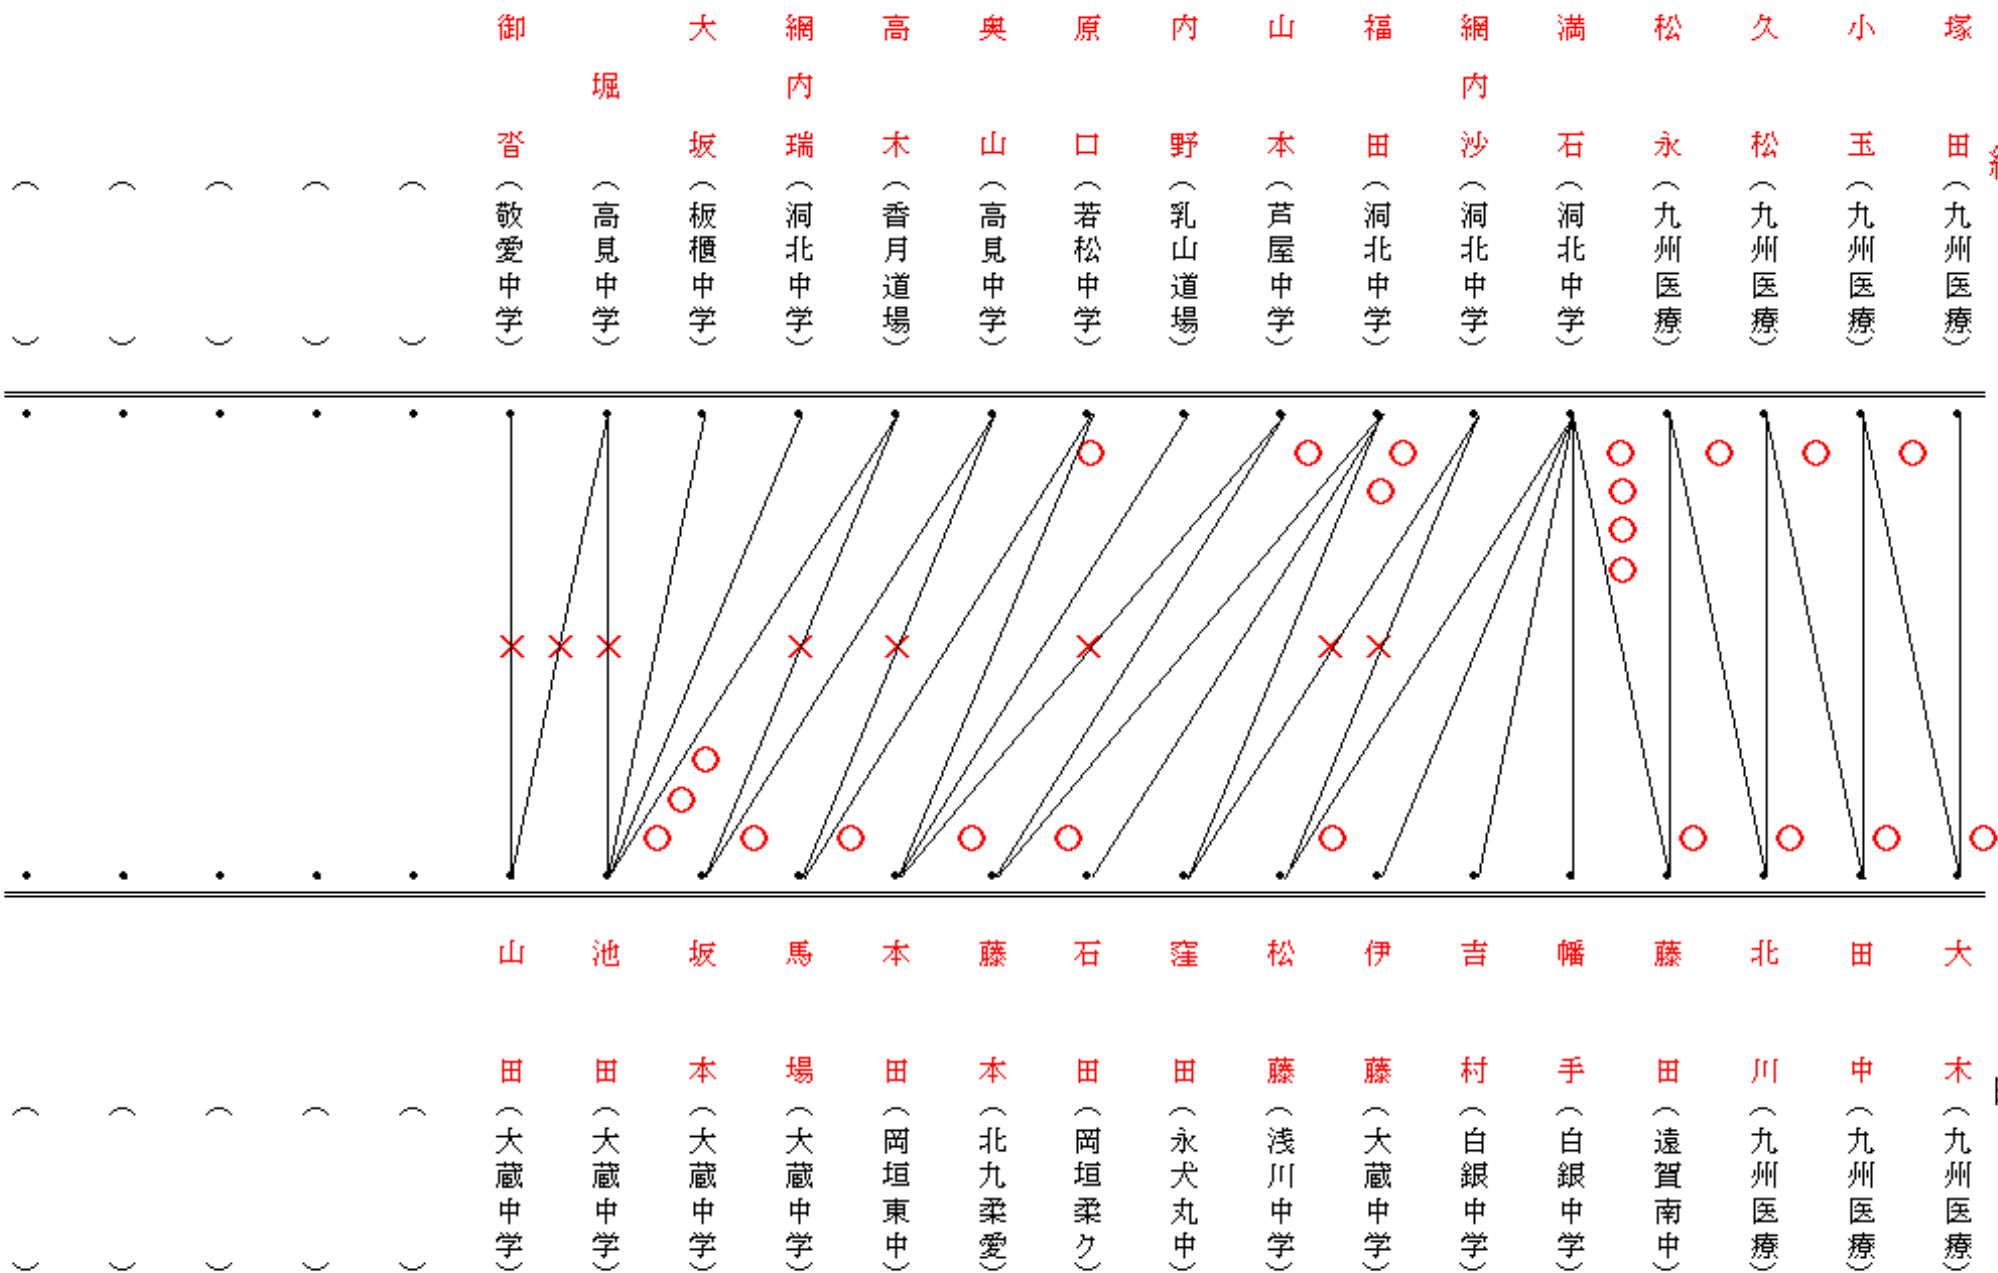 塚田（九州医療）
小玉（九州医療）
久松（九州医療）
松永（九州医療）
満石（洞北中学）
網内沙（洞北中学）
福田（洞北中学）
山本（芦屋中学）
内野（乳山道場）
原口（若松中学）
奥山（高見中学）
高木（香月道場）
網内瑞（洞北中学）
大坂（板櫃中学）
堀（高見中学）
御沓（敬愛中学）
（　）
（　）
（　）
（　）
（　）
大木（九州医療）
田中（九州医療）
北川（九州医療）
藤田（遠賀南中）
幡手（白銀中学）
吉村（白銀中学）
伊藤（大蔵中学）
松藤（浅川中学）
窪田（永犬丸中）
石田（岡垣柔ク）
藤本（北九柔愛）
本田（岡垣東中）
馬場（大蔵中学）
坂本（大蔵中学）
池田（大蔵中学）
山田（大蔵中学）
（　）
（　）
（　）
（　）
（　）